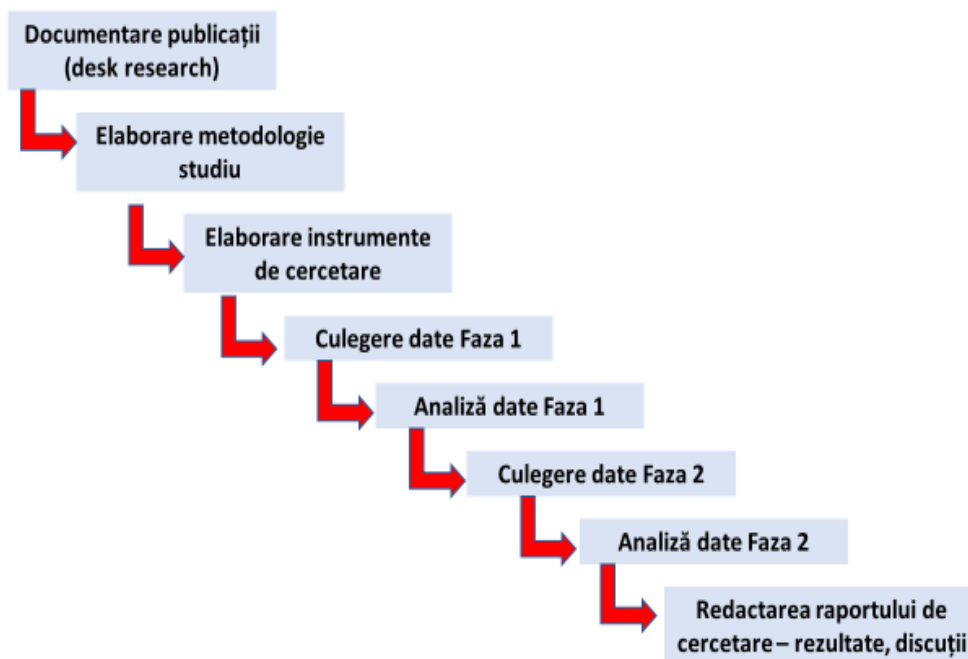 Documentare publicații
(desk research)
Elaborare metodologie
studiu
Elaborare instrumente
de cercetare
Culegere date Faza 1
Analiză date Faza 1
Culegere date Faza 2
Analiză date Faza 2
Redactarea raportului de
cercetare – rezultate, discuții